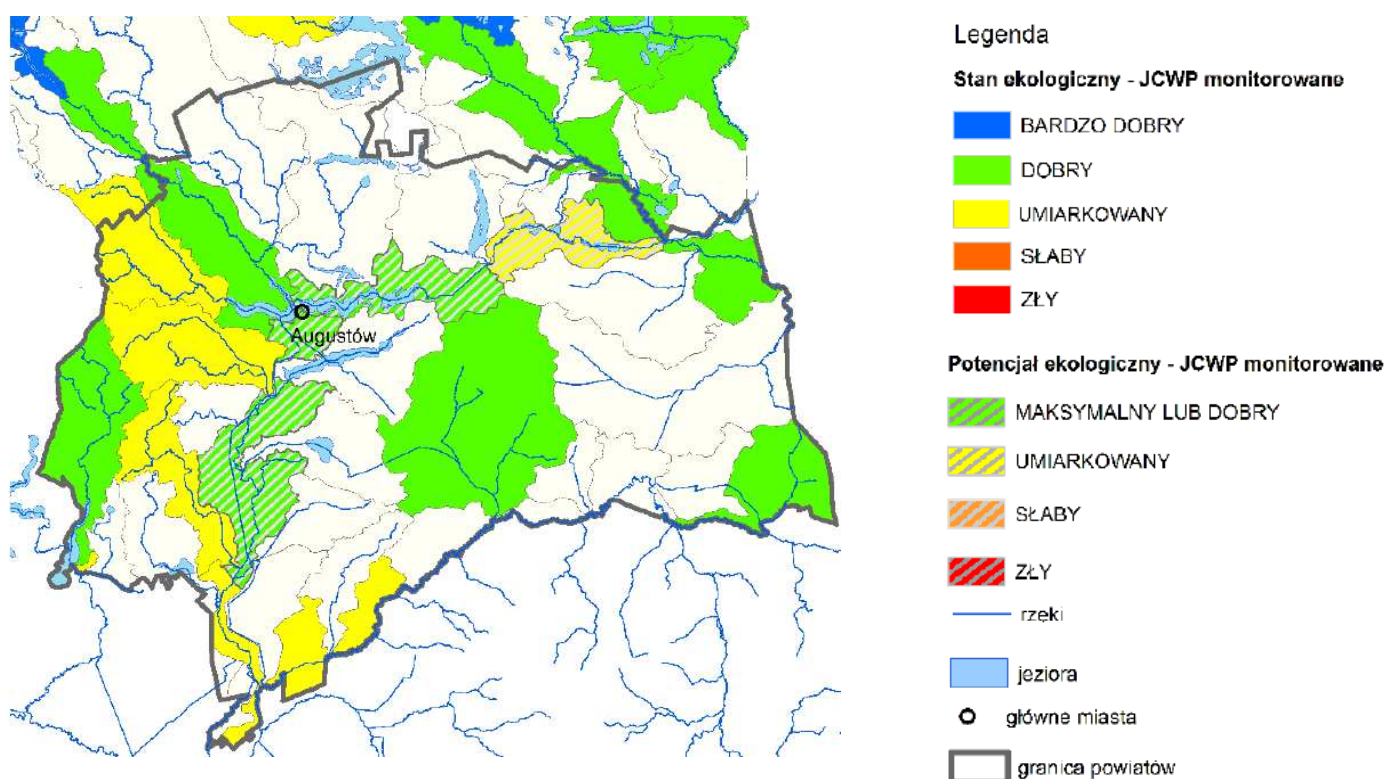 Augustów
Legenda
Stan ekologiczny - JCWP monitorowane
BARDZO DOBRY
DOBRY
UMIARKOWANY
SŁABY
ZŁY
Potencjał ekologiczny - JCWP monitorowane
MAKSYMALNY LUB DOBRY
UMIARKOWANY
SŁABY
ZŁY
rzęki
jeziora
główne miasta
granica powiatów